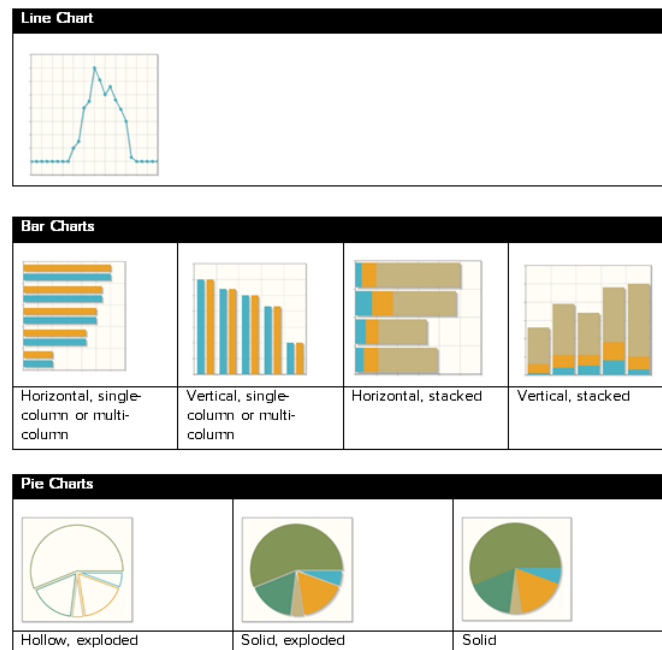 Line Chart
Bar Charts
Horizontal, single-
column or multi-
column
Vertical, single-
column or multi-
column
Horizontal, stacked
Vertical, stacked
Pie Charts
Hollow, exploded
Solid, exploded
Solid